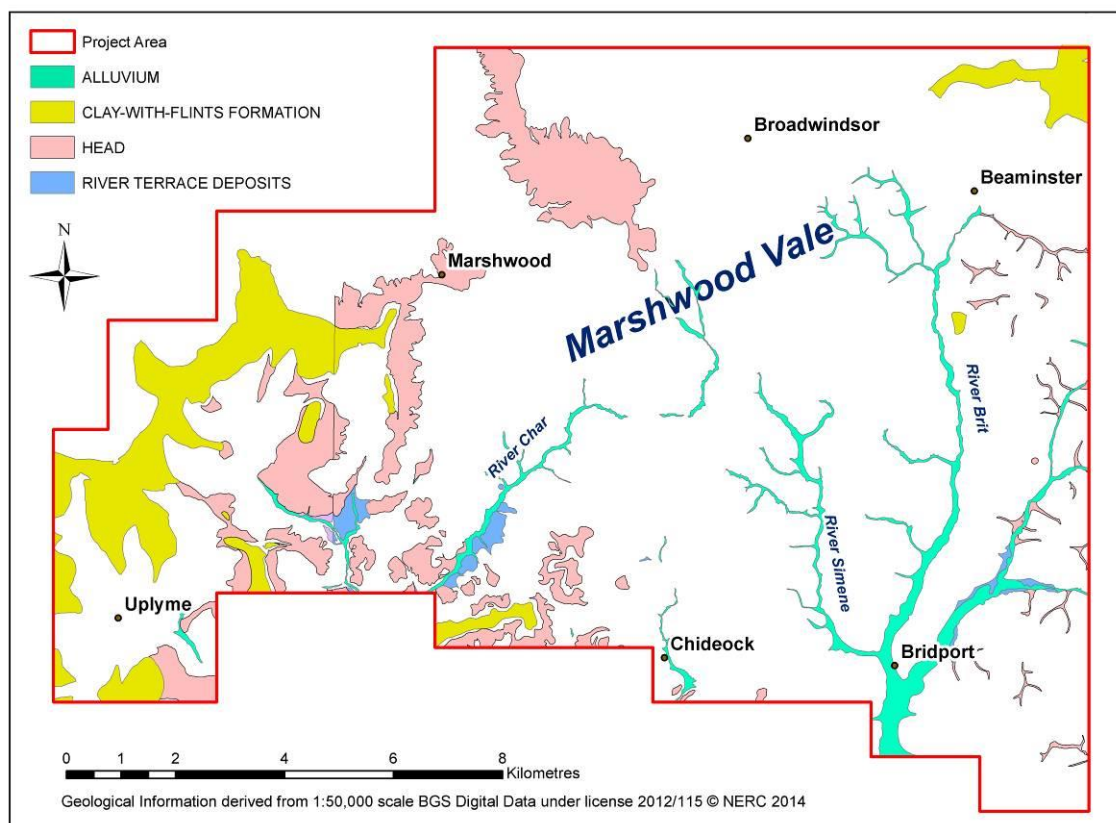 Project Area
ALLUVIUM
CLAY-WITH-FLINTS FORMATION
HEAD
RIVER TERRACE DEPOSITS
N
Broadwindsor
Beaminster
Marshwood
Marshwood Vale
River Char
River Brit
River Simene
Uplyme
Chideock
Bridport
0 1 2 4 6 8
Kilometres
Geological Information derived from 1:50,000 scale BGS Digital Data under license 2012/115 © NERC 2014